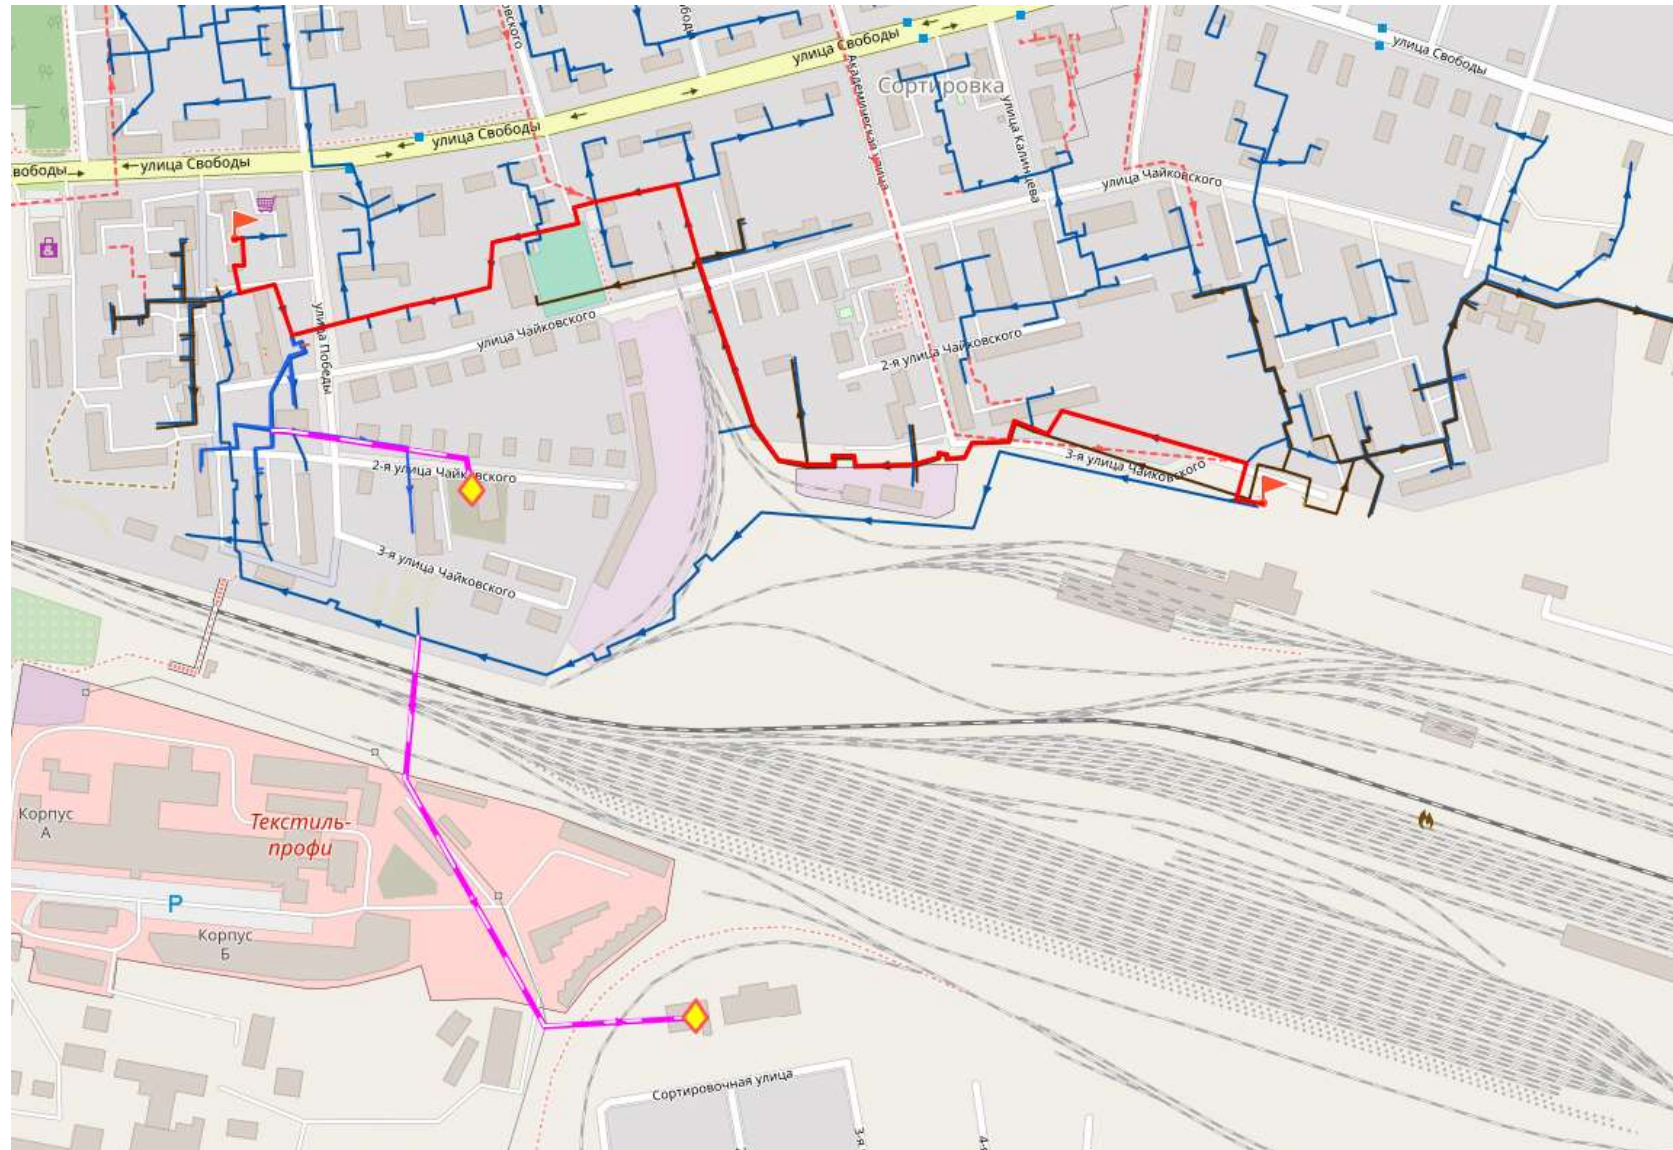 улица Свободы
улица Свободы
Сортировка
улица Свободы
улица Свободы
вободы
Академическая улица
улица Калинцева
улица Чайковского
улица Победы
улица Чайковского
2-я улица Чайковского
2-я улица Чайковского
3-я улица Чайковского
3-я улица Чайковского
Корпус
А
Текстиль-
профи
P
Корпус
Б
Сортировочная улица